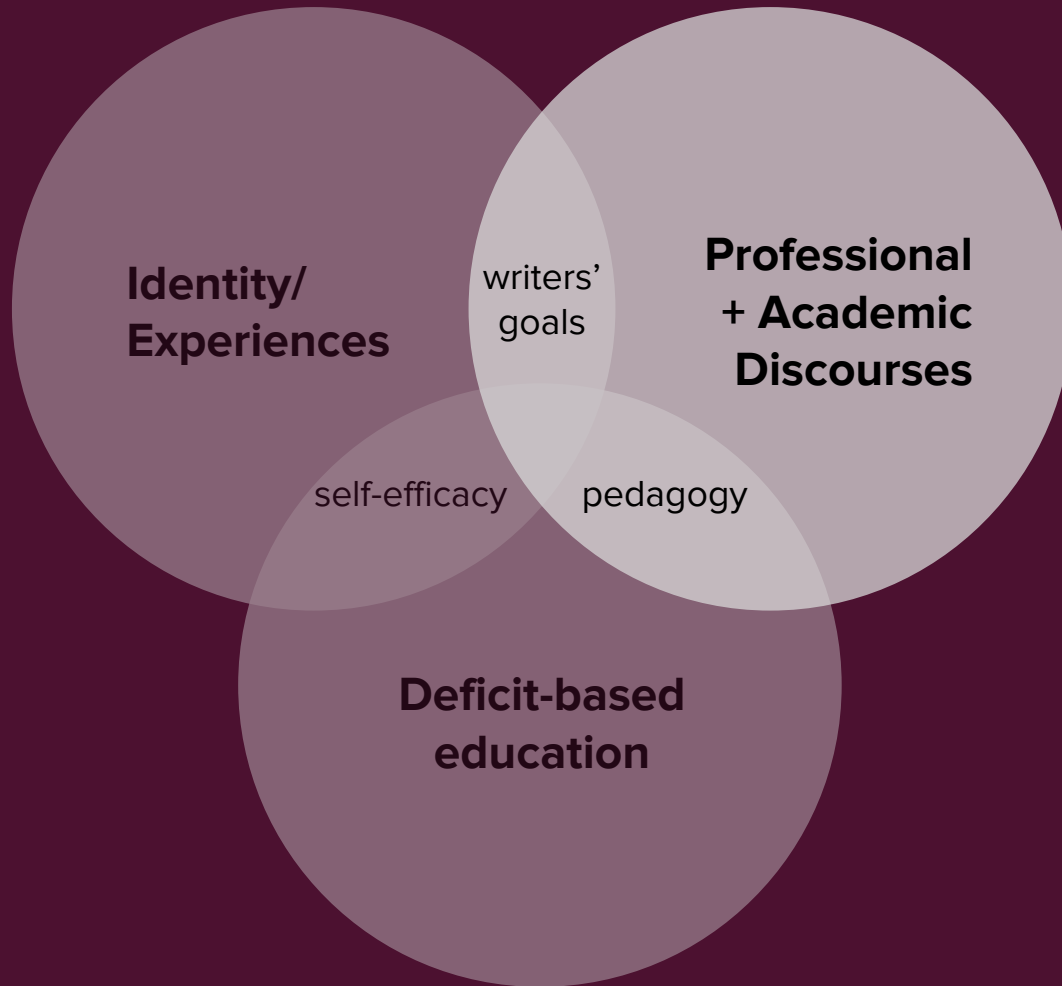 Identity/
Experiences
writers’
goals
Professional
+ Academic
Discourses
self-efficacy
pedagogy
Deficit-based
education